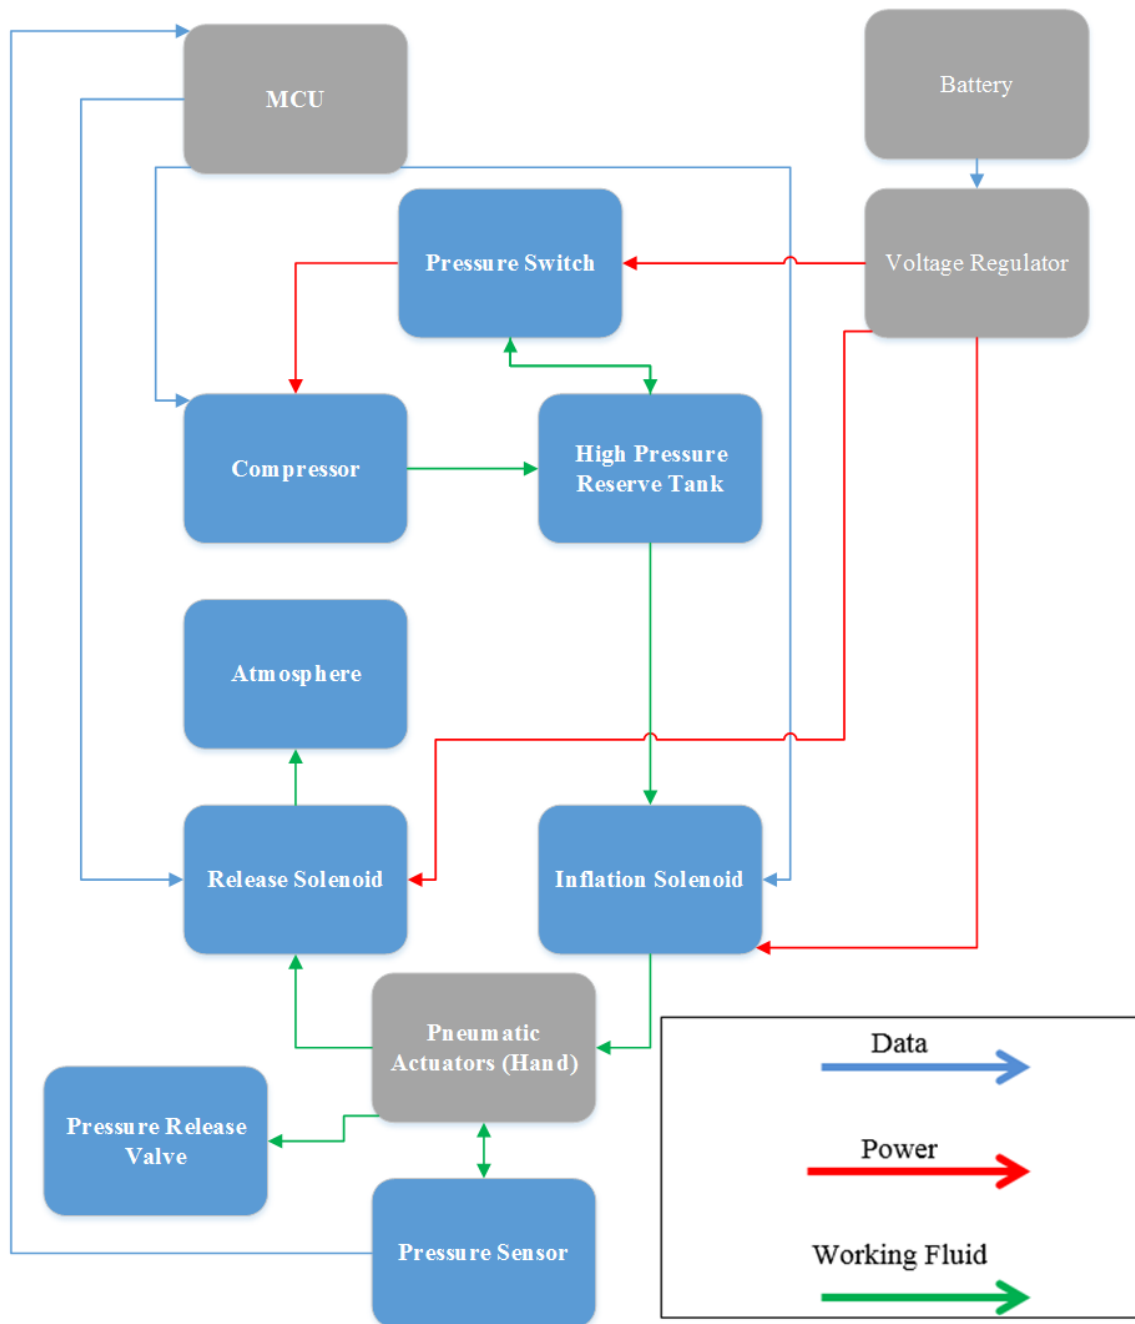 MCU
Battery
Pressure Switch
Voltage Regulator
Compressor
High Pressure
Reserve Tank
Atmosphere
Release Solenoid
Inflation Solenoid
Pneumatic
Actuators (Hand)
Pressure Release
Valve
Pressure Sensor
Data
Power
Working Fluid